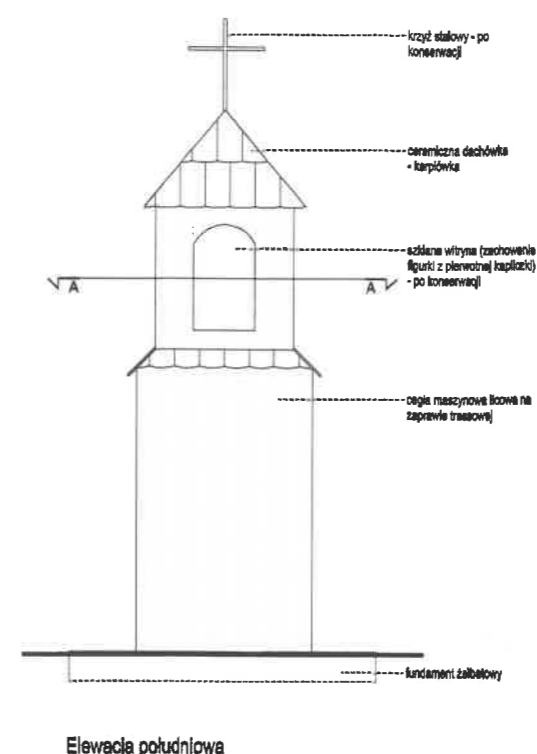 krzyż stalowy - po
konserwacji
ceramiczna dachówka
- karpiówka
szklana witryna (zachowanie
figurki z pierwotnej kapliczki)
- po konserwacji
A
A
cegła maszynowa licowa na
zaprawie trassowej
fundament żelbetowy
Elewacja południowa